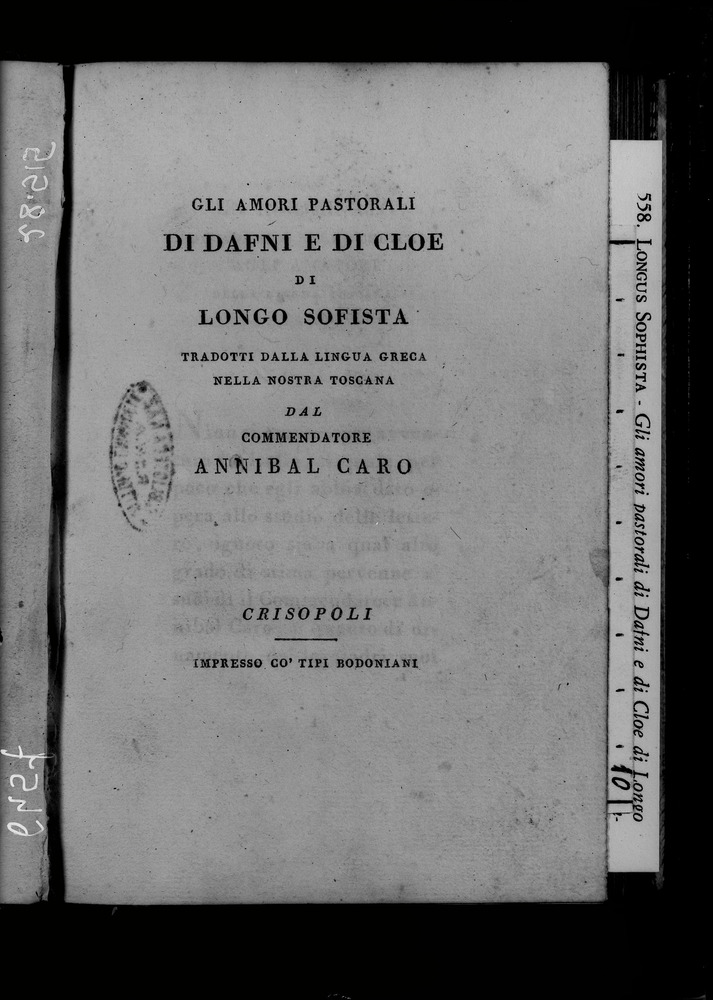 GLI AMORI PASTORALI
DI DAFNI E DI CLOE
DI
LONGO SOFISTA
TRADOTTI DALLA LINGUA GRECA
NELLA NOSTRA TOSCANA
DAL
COMMENDATORE
ANNIBAL CARO
CRISOPOLI
IMPRESSO CO' TIPI BODONIANI
558. LONGUS SOPHISTA - Gli amori pastorali di Dafni e di Cloe di Longo
10